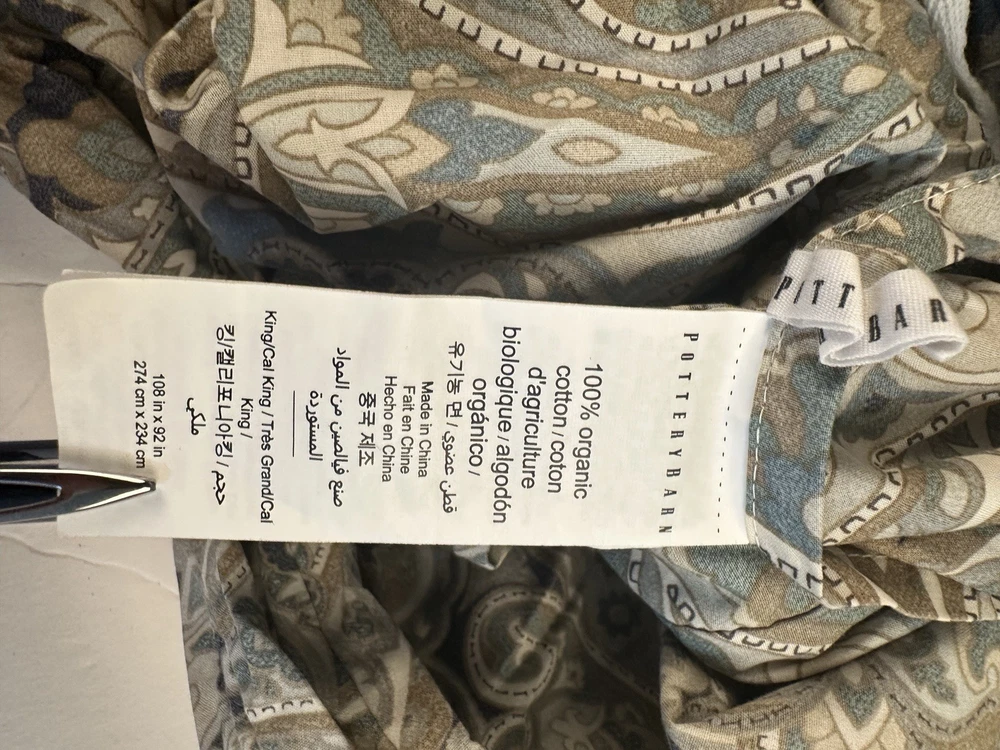 POTTERYBARN
100% organic
cotton / coton
d'agriculture
biologique / algodón
orgánico /
유기농 면 / قطن عضوي
Made in China
Fait en Chine
Hecho en China
중국 제조
صنع فيالصين من المواد
المستوردة
King/Cal King / Très Grand/Cal
King /
킹/캘리포니아킹 / حجم
ملكي
108 in x 92 in
274 cm x 234 cm
PITT
BAR